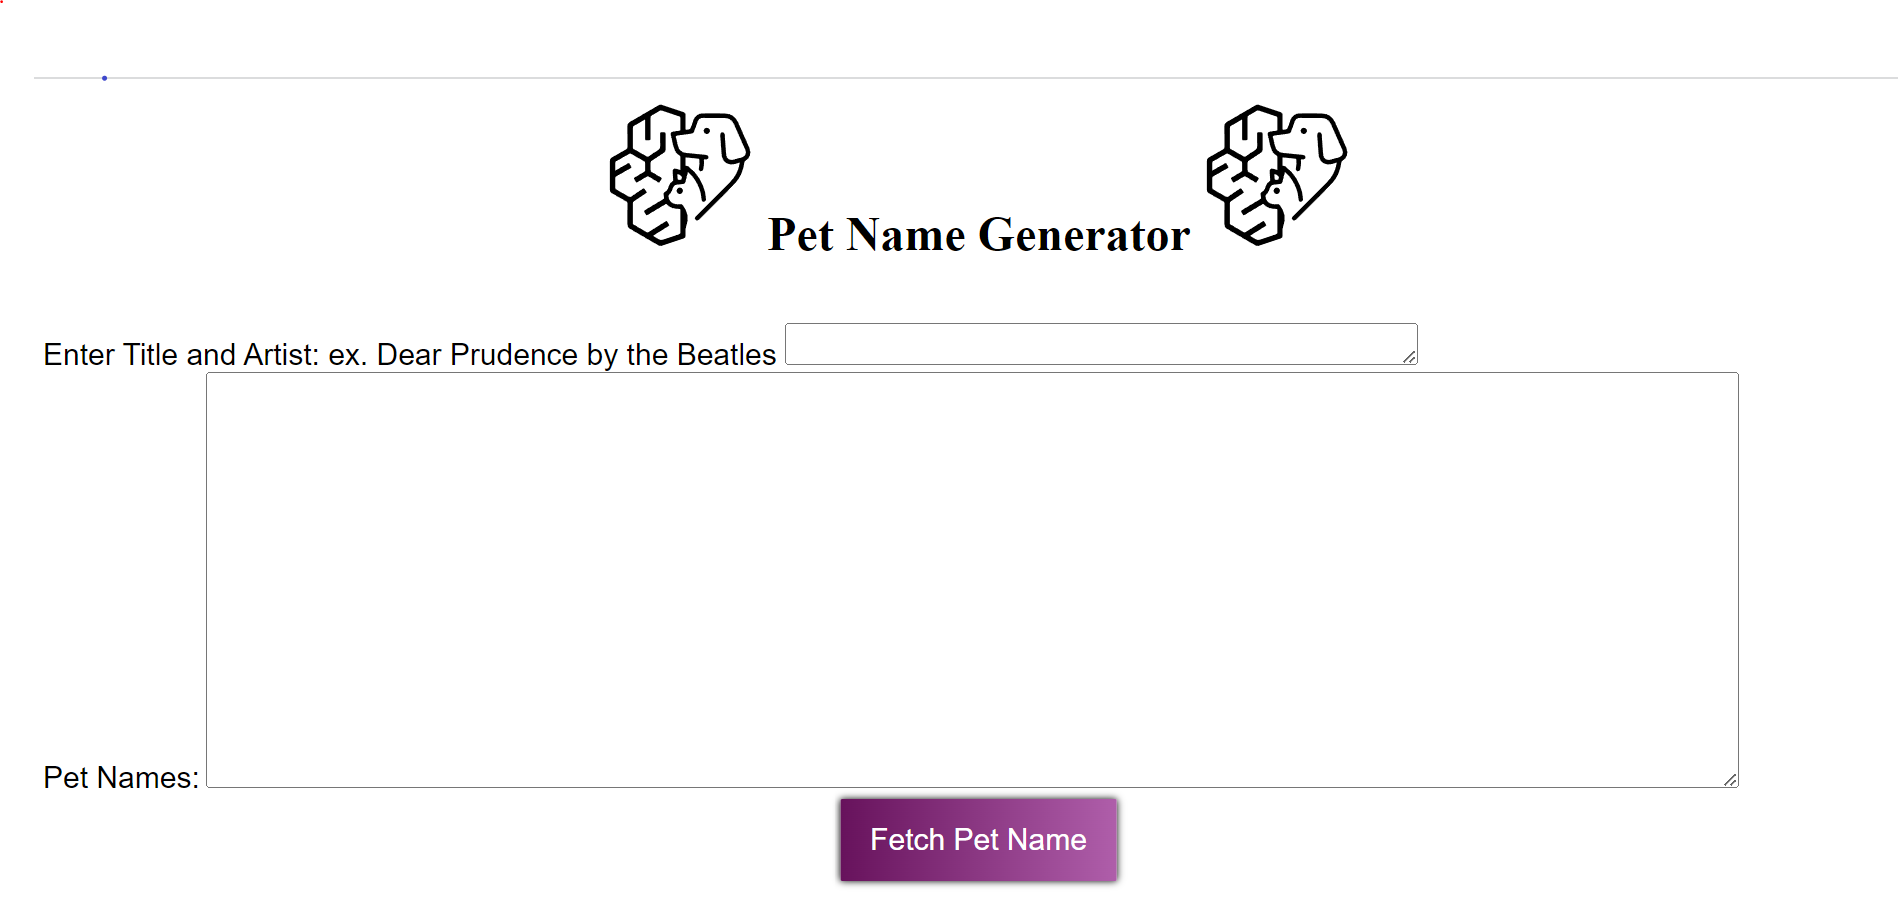 Pet Name Generator
Enter Title and Artist: ex. Dear Prudence by the Beatles
Pet Names:
Fetch Pet Name